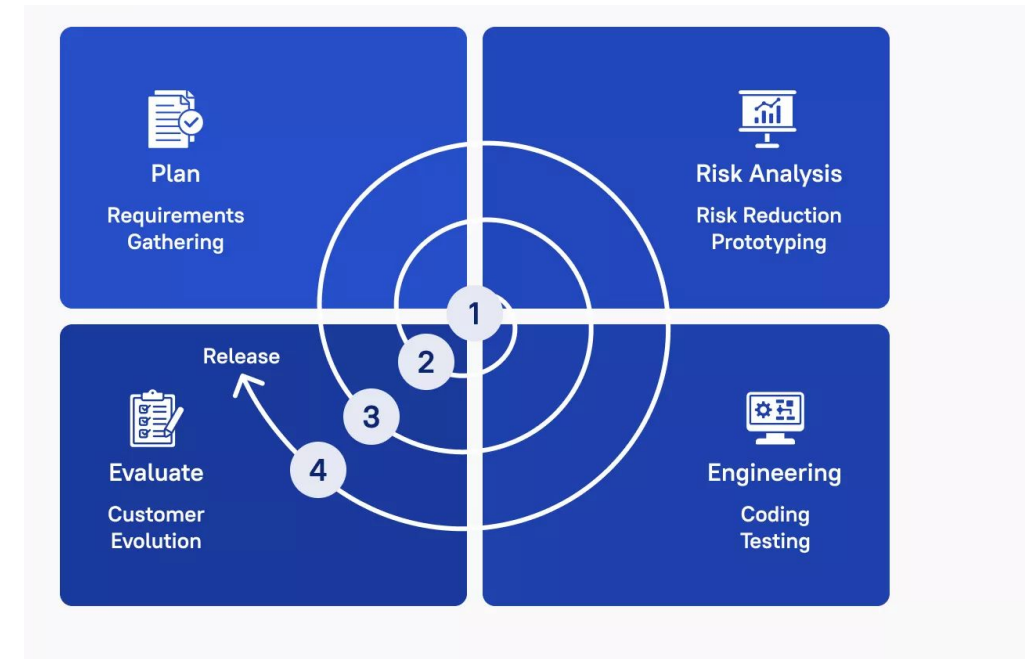 Plan
Requirements
Gathering
Risk Analysis
Risk Reduction
Prototyping
1
2
3
4
Release
Evaluate
Customer
Evolution
Engineering
Coding
Testing